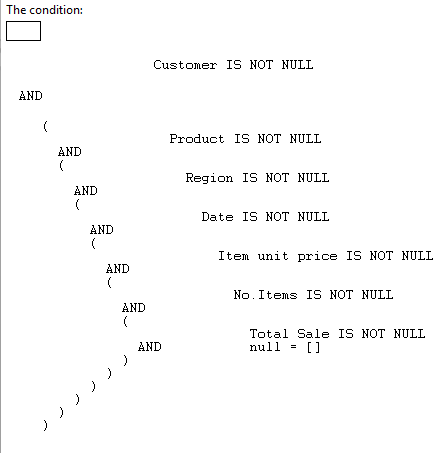 The condition:
Customer IS NOT NULL
AND
(
Product IS NOT NULL
AND
(
Region IS NOT NULL
AND
(
Date IS NOT NULL
AND
(
Item unit price IS NOT NULL
AND
(
No.Items IS NOT NULL
AND
(
Total Sale IS NOT NULL
AND null = []
)
)
)
)
)
)